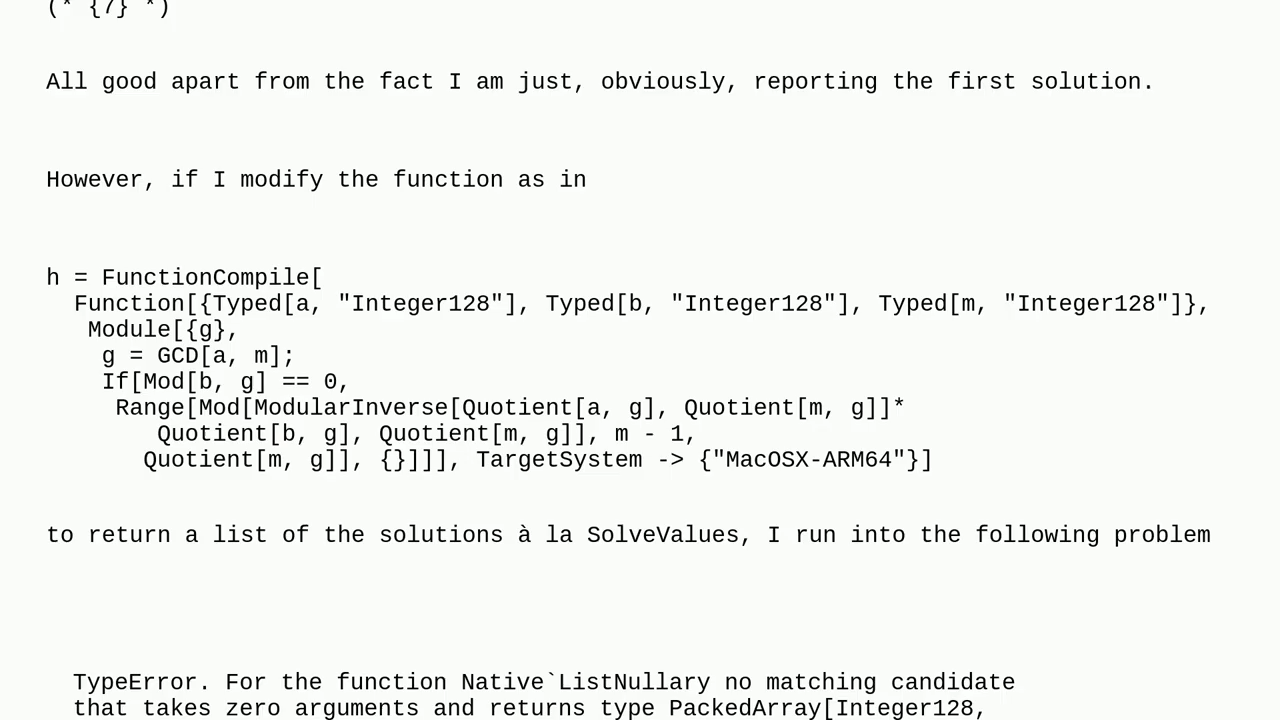 (* {7} *)
All good apart from the fact I am just, obviously, reporting the first solution.
However, if I modify the function as in
h = FunctionCompile[
Function[{Typed[a, "Integer128"], Typed[b, "Integer128"], Typed[m, "Integer128"]},
Module[{g},
g = GCD[a, m];
If[Mod[b, g] == 0,
Range[Mod[ModularInverse[Quotient[a, g], Quotient[m, g]]*
Quotient[b, g], Quotient[m, g]], m - 1,
Quotient[m, g]], {}]]], TargetSystem -> {"MacOSX-ARM64"}]
to return a list of the solutions à la SolveValues, I run into the following problem
TypeError. For the function Native`ListNullary no matching candidate
that takes zero arguments and returns type PackedArray[Integer128,